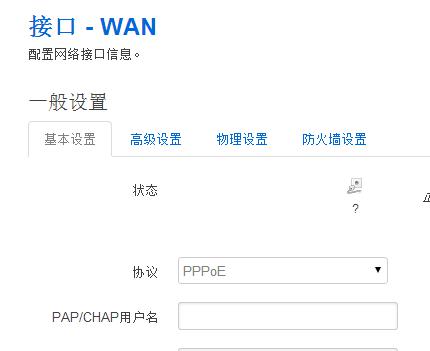 接口 - WAN
配置网络接口信息。
一般设置
基本设置 高级设置 物理设置 防火墙设置
状态
?
协议 PPPoE
PAP/CHAP用户名